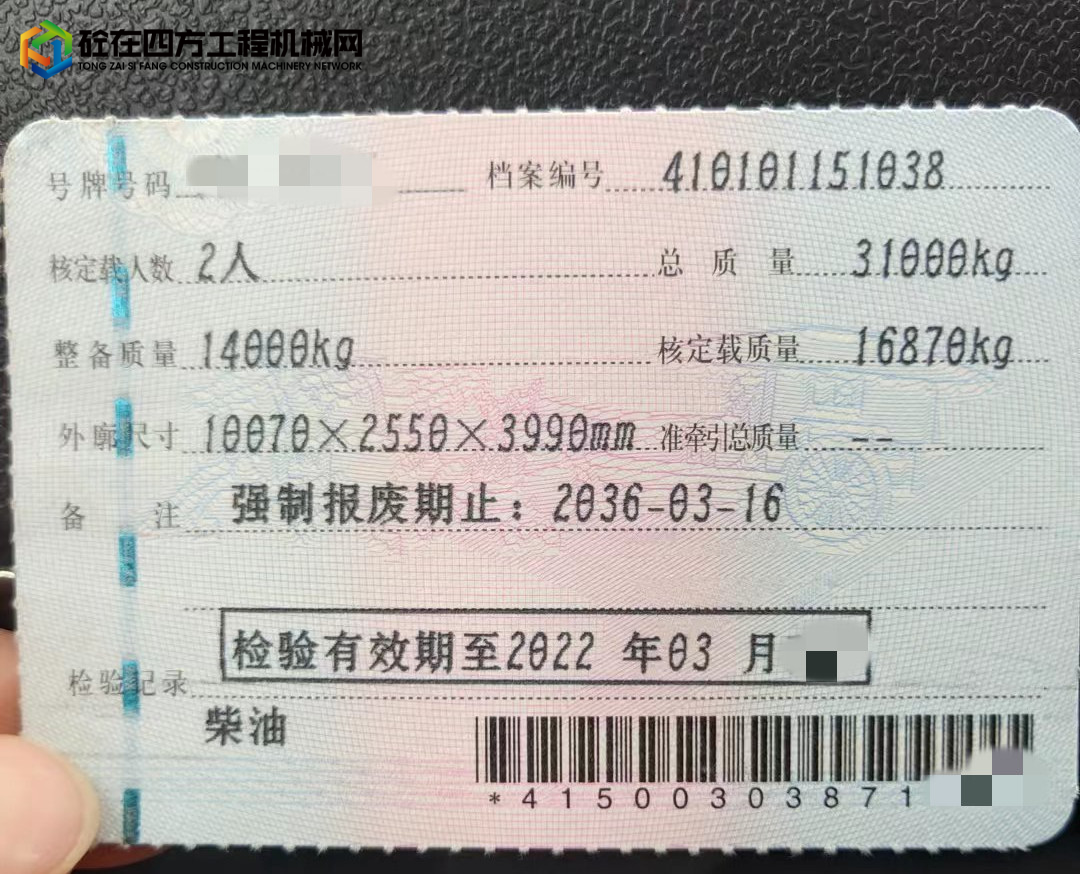 砼在四方工程机械网
TONG ZAI SI FANG CONSTRUCTION MACHINERY NETWORK
号牌号码 档案编号 410101151038
核定载人数 2人 总质量 31000kg
整备质量 14000kg 核定载质量 16870kg
外廓尺寸 10070×2550×3990mm 准牵引总质量 --
备注 强制报废期止：2036-03-16
检验记录 检验有效期至2022 年03 月
柴油
*41500303871